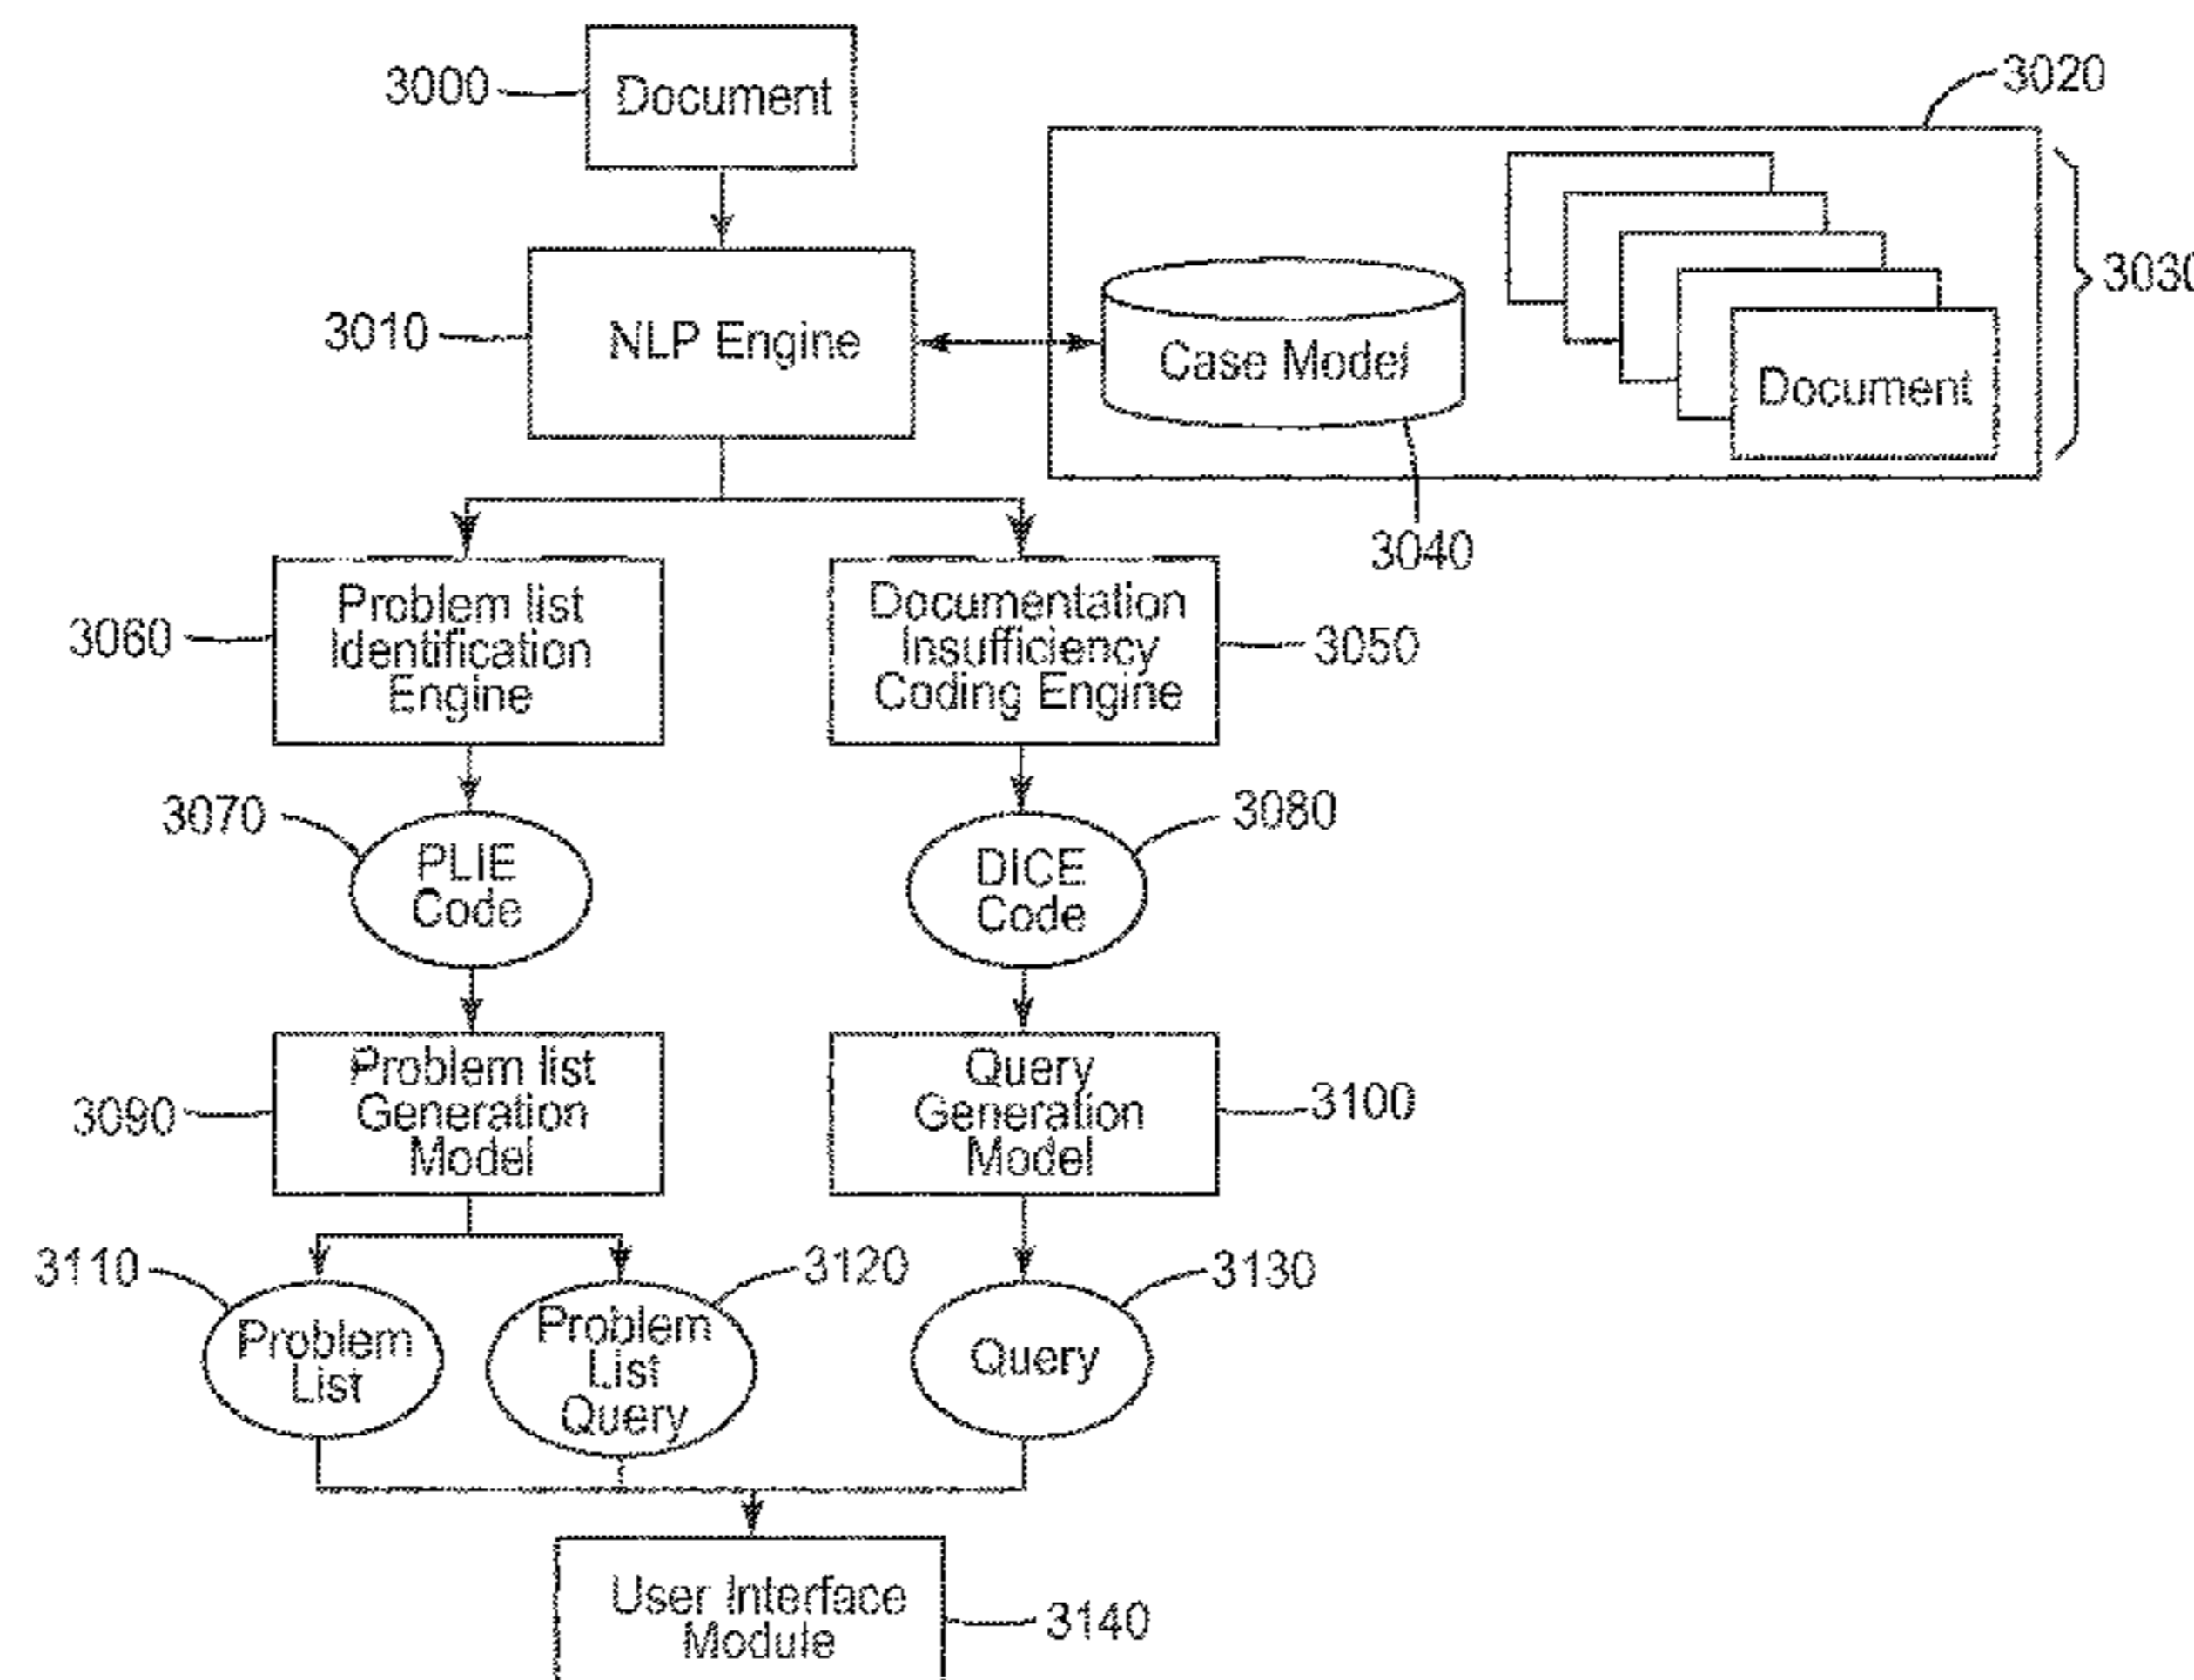 3000
Document
3020
3010
NLP Engine
Case Model
Document
3030
3040
3060
Problem list
Identification
Engine
Documentation
Insufficiency
Coding Engine
3050
3070
PLIE
Code
DICE
Code
3080
3090
Problem list
Generation
Model
Query
Generation
Model
3100
3110
Problem
List
Problem
List
Query
3120
Query
3130
User Interface
Module
3140